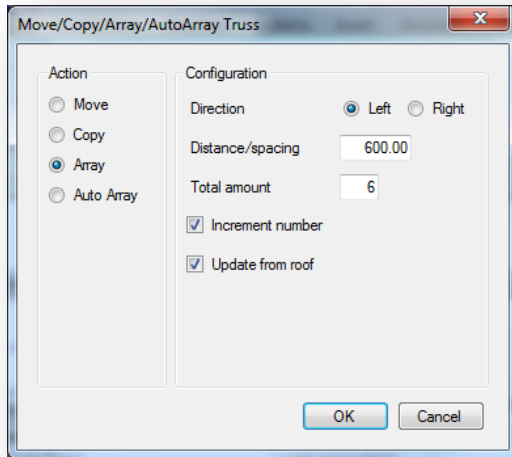 Move/Copy/Array/AutoArray Truss
Action
Move
Copy
Array
Auto Array
Configuration
Direction Left Right
Distance/spacing 600.00
Total amount 6
Increment number
Update from roof
OK Cancel